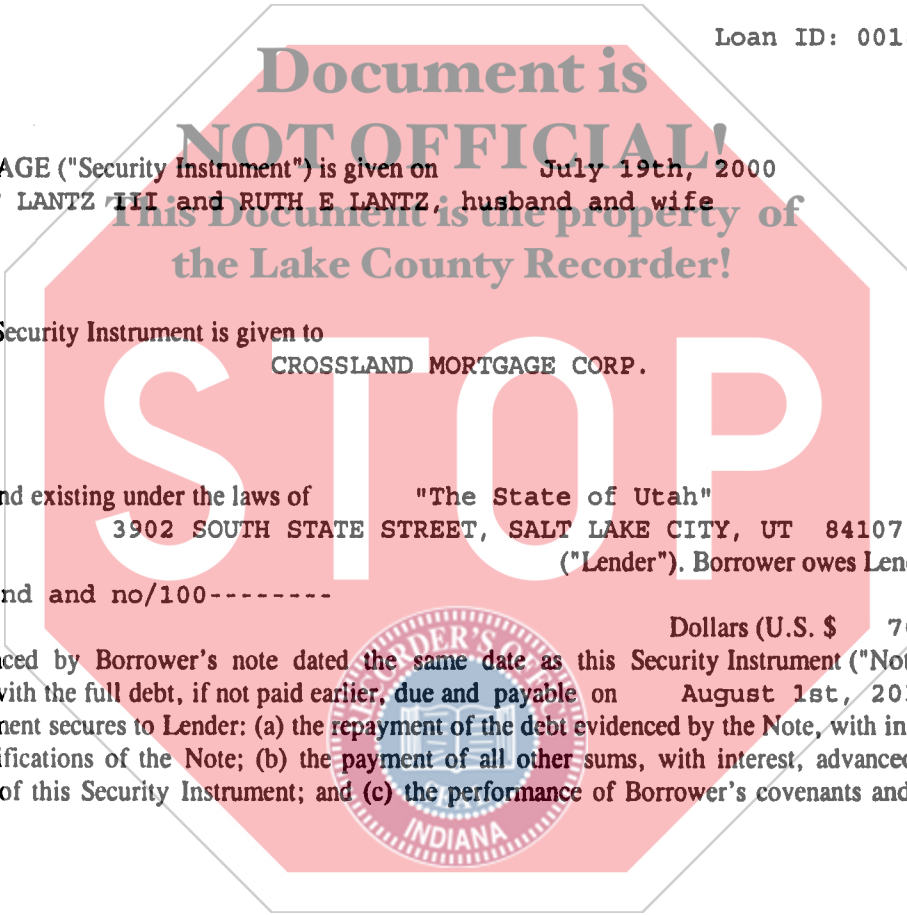 Loan ID: 001
Document is
NOT OFFICIAL!
AGE ("Security Instrument") is given on July 19th, 2000
LANTZ III and RUTH E LANTZ, husband and wife
This Document is the property of
the Lake County Recorder!
Security Instrument is given to
CROSSLAND MORTGAGE CORP.
STOP
nd existing under the laws of "The State of Utah"
3902 SOUTH STATE STREET, SALT LAKE CITY, UT 84107
("Lender"). Borrower owes Len
nd and no/100--------
Dollars (U.S. $ 7
nced by Borrower's note dated the same date as this Security Instrument ("Not
with the full debt, if not paid earlier, due and payable on August 1st, 20
ment secures to Lender: (a) the repayment of the debt evidenced by the Note, with in
ifications of the Note; (b) the payment of all other sums, with interest, advanced
of this Security Instrument; and (c) the performance of Borrower's covenants and
RECORDER'S OFFICE
SEAL
INDIANA